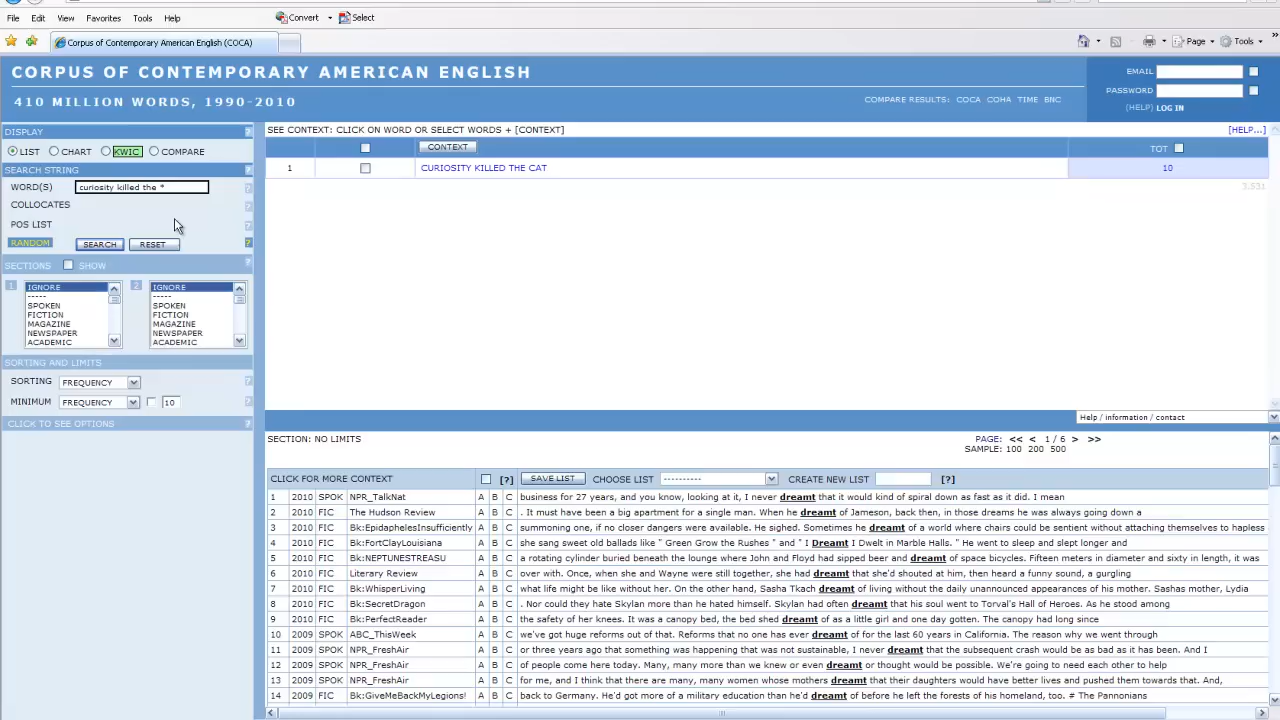 File Edit View Favorites Tools Help Convert Select
Corpus of Contemporary American English (COCA) Page Tools
CORPUS OF CONTEMPORARY AMERICAN ENGLISH
410 MILLION WORDS, 1990-2010
COMPARE RESULTS: COCA COHA TIME BNC
EMAIL
PASSWORD
(HELP) LOG IN
DISPLAY ?
LIST CHART KWIC COMPARE
SEARCH STRING ?
WORD(S) curiosity killed the * ?
COLLOCATES ?
POS LIST ?
RANDOM SEARCH RESET ?
SECTIONS SHOW ?
1 IGNORE 2 IGNORE
----- -----
SPOKEN SPOKEN
FICTION FICTION
MAGAZINE MAGAZINE
NEWSPAPER NEWSPAPER
ACADEMIC ACADEMIC
SORTING AND LIMITS
SORTING FREQUENCY ?
MINIMUM FREQUENCY 10 ?
CLICK TO SEE OPTIONS ?
SEE CONTEXT: CLICK ON WORD OR SELECT WORDS + [CONTEXT] [HELP...]
CONTEXT TOT
1 CURIOSITY KILLED THE CAT 10
3.531
Help / information / contact
SECTION: NO LIMITS PAGE: << < 1 / 6 > >>
SAMPLE: 100 200 500
CLICK FOR MORE CONTEXT [?] SAVE LIST CHOOSE LIST ---------- CREATE NEW LIST [?]
1 2010 SPOK NPR_TalkNat A B C business for 27 years, and you know, looking at it, I never dreamt that it would kind of spiral down as fast as it did. I mean
2 2010 FIC The Hudson Review A B C . It must have been a big apartment for a single man. When he dreamt of Jameson, back then, in those dreams he was always going down a
3 2010 FIC Bk:EpidaphelesInsufficiently A B C summoning one, if no closer dangers were available. He sighed. Sometimes he dreamt of a world where chairs could be sentient without attaching themselves to hapless
4 2010 FIC Bk:FortClayLouisiana A B C she sang sweet old ballads like " Green Grow the Rushes " and " I Dreamt I Dwelt in Marble Halls. " He went to sleep and slept longer and
5 2010 FIC Bk:NEPTUNESTREASU A B C a rotating cylinder buried beneath the lounge where John and Floyd had sipped beer and dreamt of space bicycles. Fifteen meters in diameter and sixty in length, it was
6 2010 FIC Literary Review A B C over with. Once, when she and Wayne were still together, she had dreamt that she'd shouted at him, then heard a funny sound, a gurgling
7 2010 FIC Bk:WhisperLiving A B C what life might be like without her. On the other hand, Sasha Tkach dreamt of living without the daily unannounced appearances of his mother. Sashas mother, Lydia
8 2010 FIC Bk:SecretDragon A B C . Nor could they hate Skylan more than he hated himself. Skylan had often dreamt that his soul went to Torval's Hall of Heroes. As he stood among
9 2010 FIC Bk:PerfectReader A B C the safety of her knees. It was a canopy bed, the bed shed dreamt of as a little girl and one day gotten. The canopy had long since
10 2010 SPOK ABC_ThisWeek A B C we've got huge reforms out of that. Reforms that no one has ever dreamt of for the last 60 years in California. The reason why we went through
11 2009 SPOK NPR_FreshAir A B C or three years ago that something was happening that was not sustainable, I never dreamt that the subsequent crash would be as bad as it has been. And I
12 2009 SPOK NPR_FreshAir A B C of people come here today. Many, many more than we knew or even dreamt or thought would be possible. We're going to need each other to help
13 2009 SPOK NPR_FreshAir A B C for me, and I think that there are many, many women whose mothers dreamt that their daughters would have better lives and pushed them towards that. And,
14 2009 FIC Bk:GiveMeBackMyLegions! A B C back to Germany. He'd got more of a military education than he'd dreamt of before he left the forests of his homeland, too. # The Pannonians